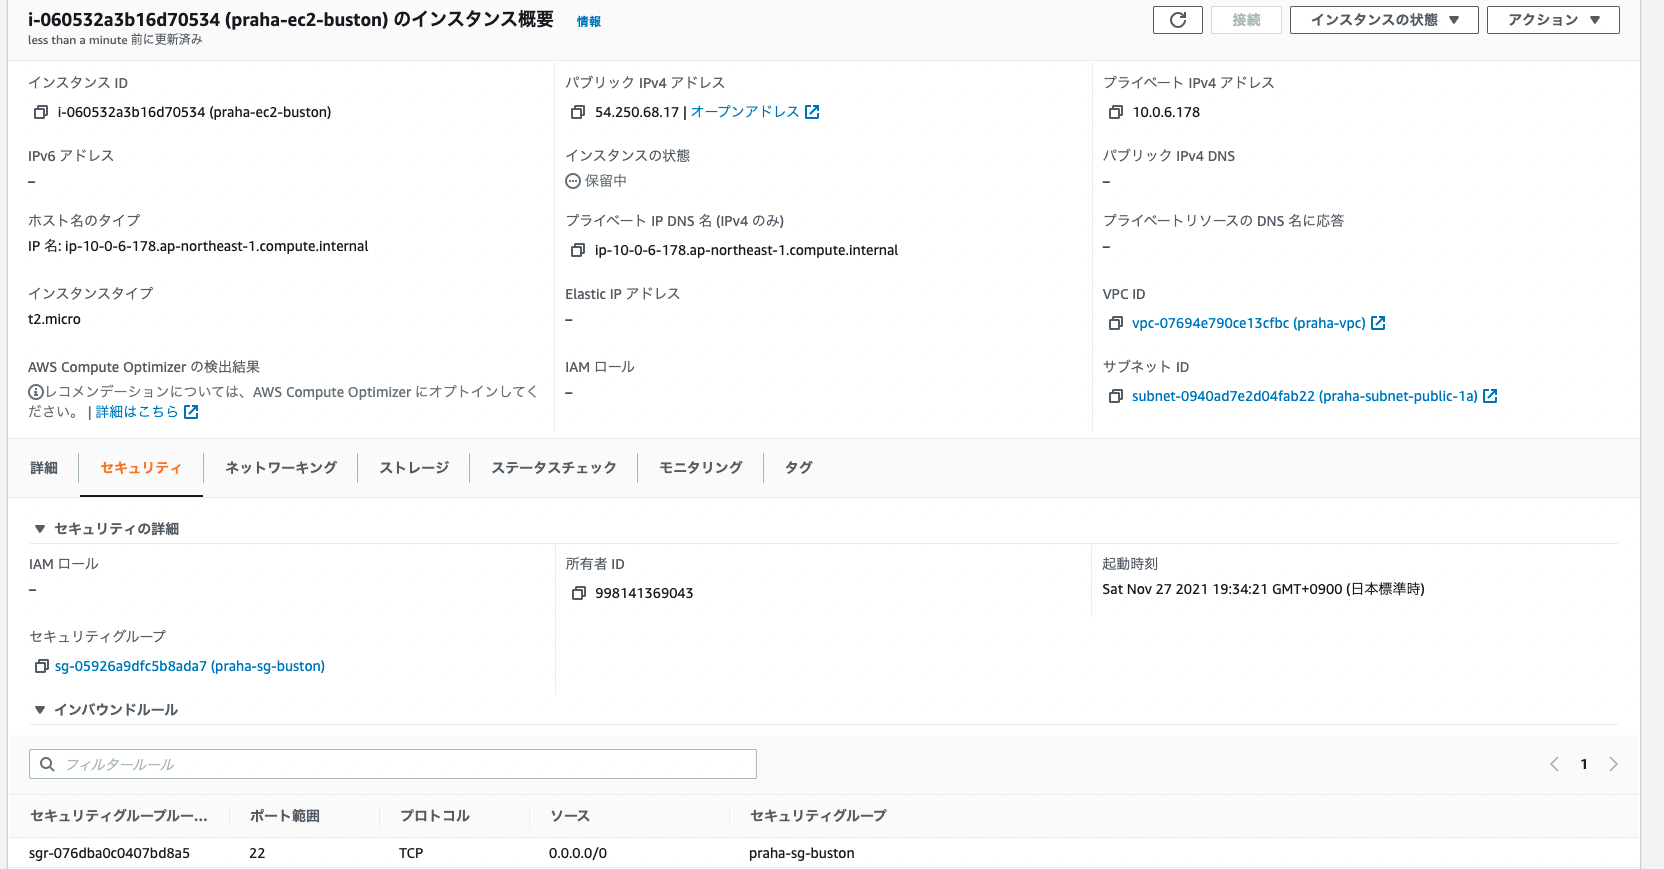 i-060532a3b16d70534 (praha-ec2-buston) のインスタンス概要 情報
less than a minute 前に更新済み
接続
インスタンスの状態 ▼
アクション ▼
インスタンス ID
i-060532a3b16d70534 (praha-ec2-buston)
パブリック IPv4 アドレス
54.250.68.17 | オープンアドレス
プライベート IPv4 アドレス
10.0.6.178
IPv6 アドレス
–
インスタンスの状態
保留中
パブリック IPv4 DNS
–
ホスト名のタイプ
IP 名: ip-10-0-6-178.ap-northeast-1.compute.internal
プライベート IP DNS 名 (IPv4 のみ)
ip-10-0-6-178.ap-northeast-1.compute.internal
プライベートリソースの DNS 名に応答
–
インスタンスタイプ
t2.micro
Elastic IP アドレス
–
VPC ID
vpc-07694e790ce13cfbc (praha-vpc)
AWS Compute Optimizer の検出結果
レコメンデーションについては、AWS Compute Optimizer にオプトインしてく
ださい。 | 詳細はこちら
IAM ロール
–
サブネット ID
subnet-0940ad7e2d04fab22 (praha-subnet-public-1a)
詳細 セキュリティ ネットワーキング ストレージ ステータスチェック モニタリング タグ
▼ セキュリティの詳細
IAM ロール
–
所有者 ID
998141369043
起動時刻
Sat Nov 27 2021 19:34:21 GMT+0900 (日本標準時)
セキュリティグループ
sg-05926a9dfc5b8ada7 (praha-sg-buston)
▼ インバウンドルール
フィルタールール
1
セキュリティグループルー... ポート範囲 プロトコル ソース セキュリティグループ
sgr-076dba0c0407bd8a5 22 TCP 0.0.0.0/0 praha-sg-buston